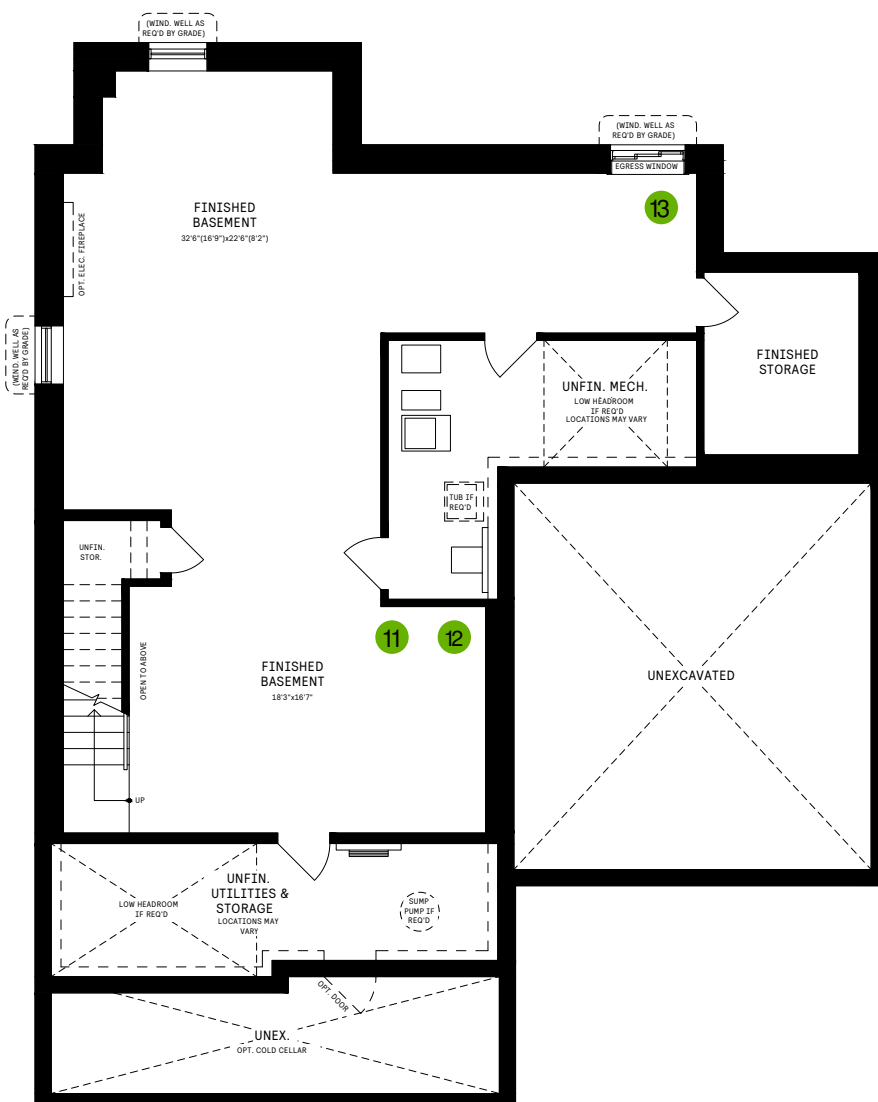 (WIND. WELL AS
REQ'D BY GRADE)
(WIND. WELL AS
REQ'D BY GRADE)
EGRESS WINDOW
13
FINISHED
BASEMENT
32'6"(16'9")x22'6"(8'2")
OPT. ELEC. FIREPLACE
(WIND. WELL AS
REQ'D BY GRADE)
FINISHED
STORAGE
UNFIN. MECH.
LOW HEADROOM
IF REQ'D
LOCATIONS MAY VARY
TUB IF
REQ'D
UNFIN.
STOR.
11
12
OPEN TO ABOVE
FINISHED
BASEMENT
18'3"x16'7"
UNEXCAVATED
UP
UNFIN.
UTILITIES &
STORAGE
LOCATIONS MAY
VARY
LOW HEADROOM
IF REQ'D
SUMP
PUMP IF
REQ'D
OPT. DOOR
UNEX.
OPT. COLD CELLAR